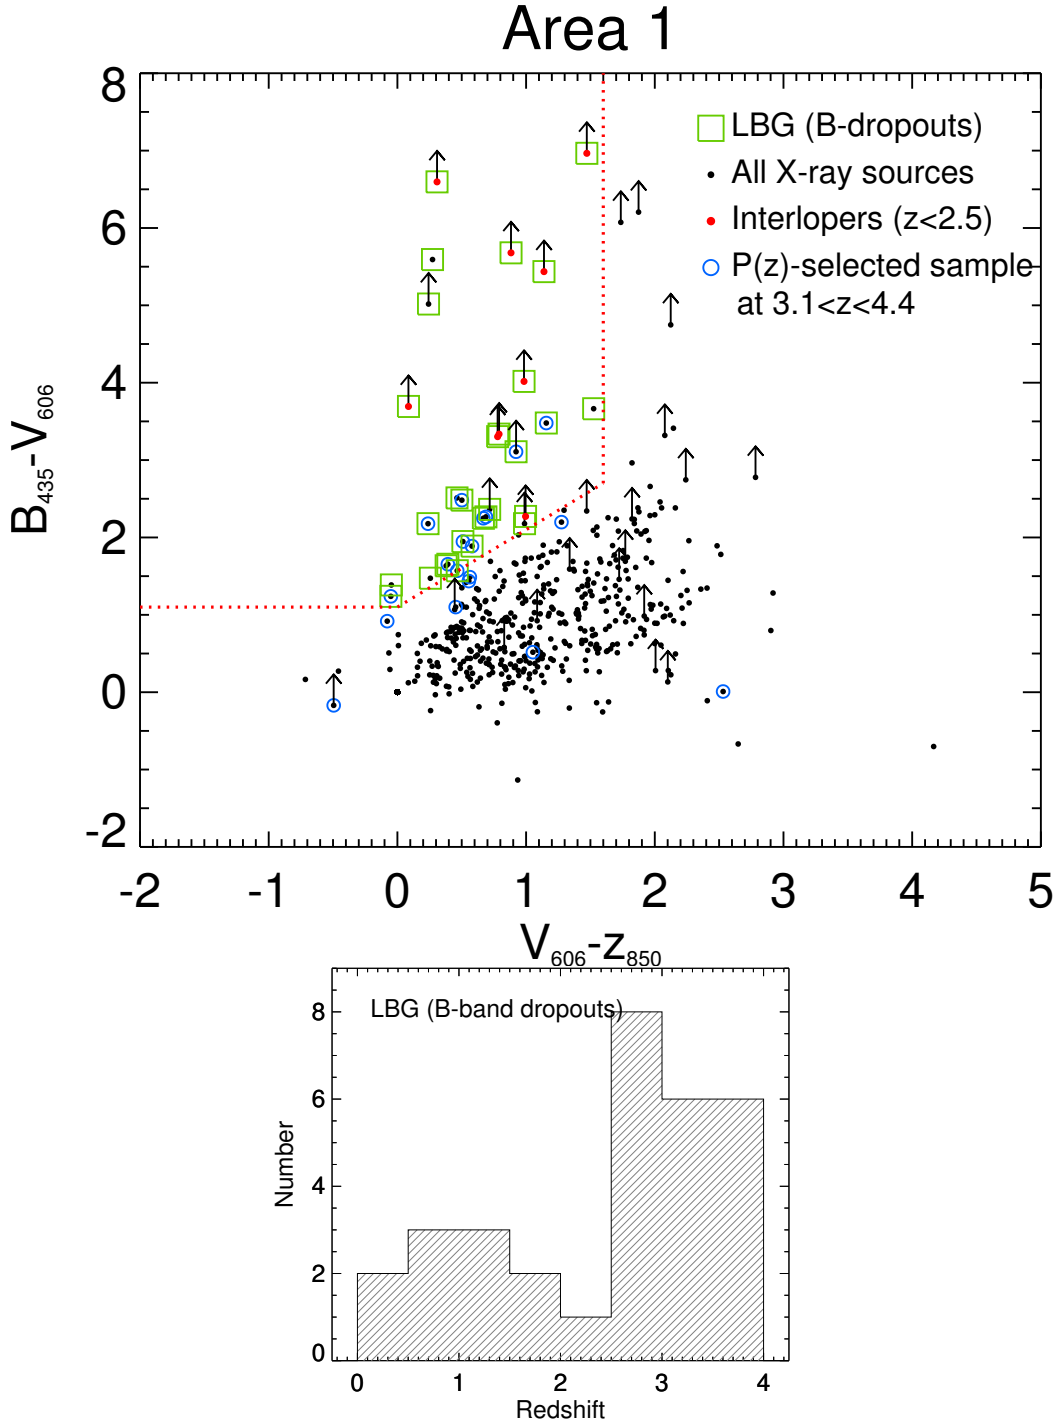 Area 1
8
6
4
2
0
-2
B435-V606
LBG (B-dropouts)
All X-ray sources
Interlopers (z<2.5)
P(z)-selected sample
at 3.1<z<4.4
-2 -1 0 1 2 3 4 5
V606-z850
LBG (B-band dropouts)
8
6
4
2
0
Number
0 1 2 3 4
Redshift